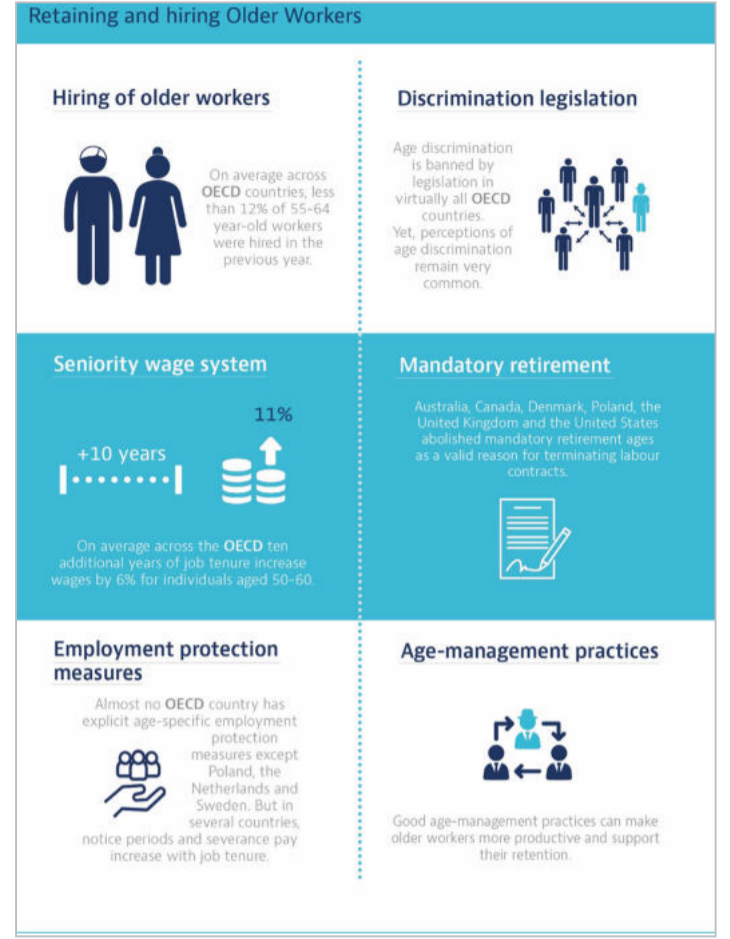 Retaining and hiring Older Workers
Hiring of older workers
On average across
OECD countries, less
than 12% of 55-64
year-old workers
were hired in the
previous year.
Discrimination legislation
Age discrimination
is banned by
legislation in
virtually all OECD
countries.
Yet, perceptions of
age discrimination
remain very
common.
Seniority wage system
11%
+10 years
On average across the OECD ten
additional years of job tenure increase
wages by 6% for individuals aged 50-60.
Mandatory retirement
Australia, Canada, Denmark, Poland, the
United Kingdom and the United States
abolished mandatory retirement ages
as a valid reason for terminating labour
contracts.
Employment protection
measures
Almost no OECD country has
explicit age-specific employment
protection
measures except
Poland, the
Netherlands and
Sweden. But in
several countries,
notice periods and severance pay
increase with job tenure.
Age-management practices
Good age-management practices can make
older workers more productive and support
their retention.